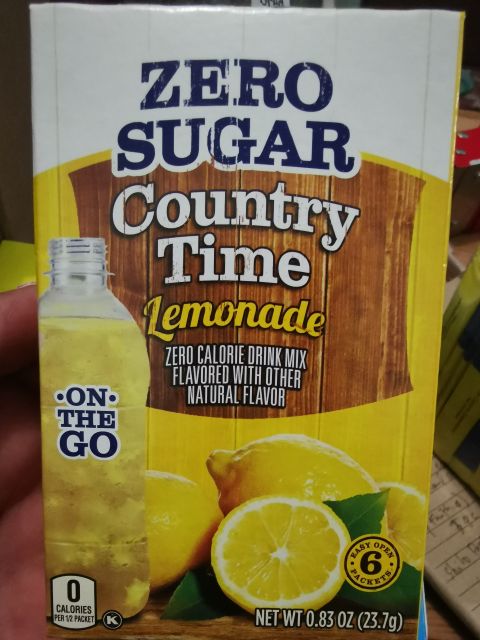 ZERO
SUGAR
Country
Time
Lemonade
ZERO CALORIE DRINK MIX
FLAVORED WITH OTHER
NATURAL FLAVOR
•ON•
THE
GO
EASY OPEN
6
PACKETS
0
CALORIES
PER 1/2 PACKET
K
NET WT 0.83 OZ (23.7g)